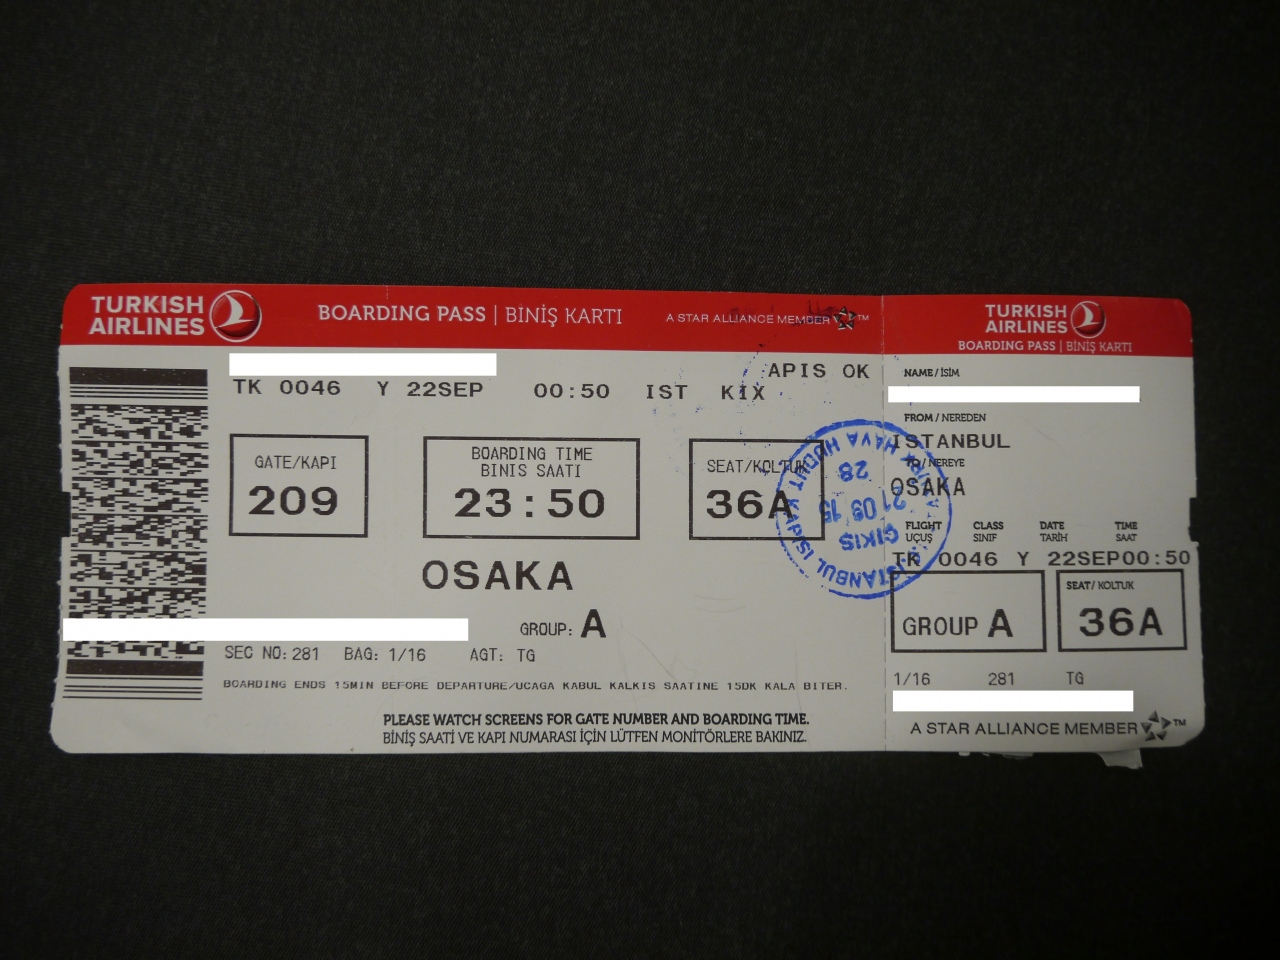 TURKISH AIRLINES
BOARDING PASS | BİNİŞ KARTI
A STAR ALLIANCE MEMBER™
APIS OK
TK 0046 Y 22SEP 00:50 IST KIX
GATE/KAPI
209
BOARDING TIME
BINIS SAATI
23:50
SEAT/KOLTUK
36A
OSAKA
GROUP: A
SEC NO: 281 BAG: 1/16 AGT: TG
BOARDING ENDS 15MIN BEFORE DEPARTURE/UCAGA KABUL KALKIS SAATINE 15DK KALA BITER.
PLEASE WATCH SCREENS FOR GATE NUMBER AND BOARDING TIME.
BİNİŞ SAATİ VE KAPI NUMARASI İÇİN LÜTFEN MONİTÖRLERE BAKINIZ.
28
21 09 15
ÇIKIŞ
TURKISH AIRLINES
BOARDING PASS | BİNİŞ KARTI
NAME / İSİM
FROM / NEREDEN
ISTANBUL
TO / NEREYE
OSAKA
FLIGHT CLASS DATE TIME
UÇUŞ SINIF TARİH SAAT
TK 0046 Y 22SEP00:50
GROUP A
SEAT/ KOLTUK
36A
1/16 281 TG
A STAR ALLIANCE MEMBER™